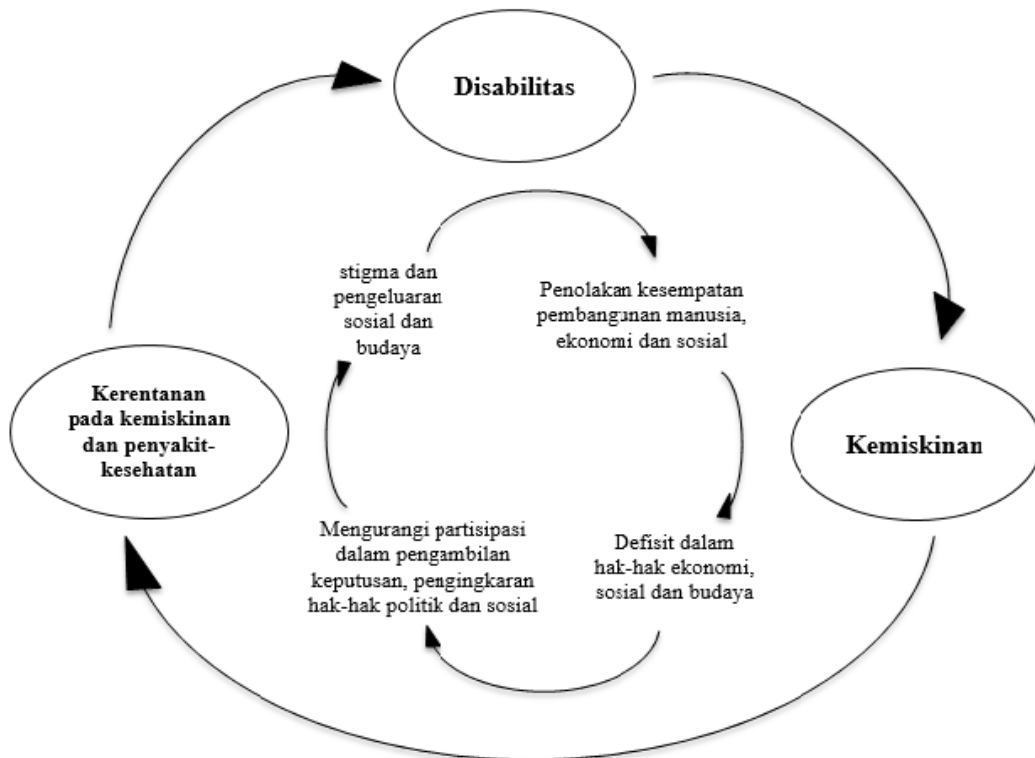 Disabilitas
stigma dan
pengeluaran
sosial dan
budaya
Penolakan kesempatan
pembangunan manusia,
ekonomi dan sosial
Kerentanan
pada kemiskinan
dan penyakit-
kesehatan
Kemiskinan
Mengurangi partisipasi
dalam pengambilan
keputusan, pengingkaran
hak-hak politik dan sosial
Defisit dalam
hak-hak ekonomi,
sosial dan budaya